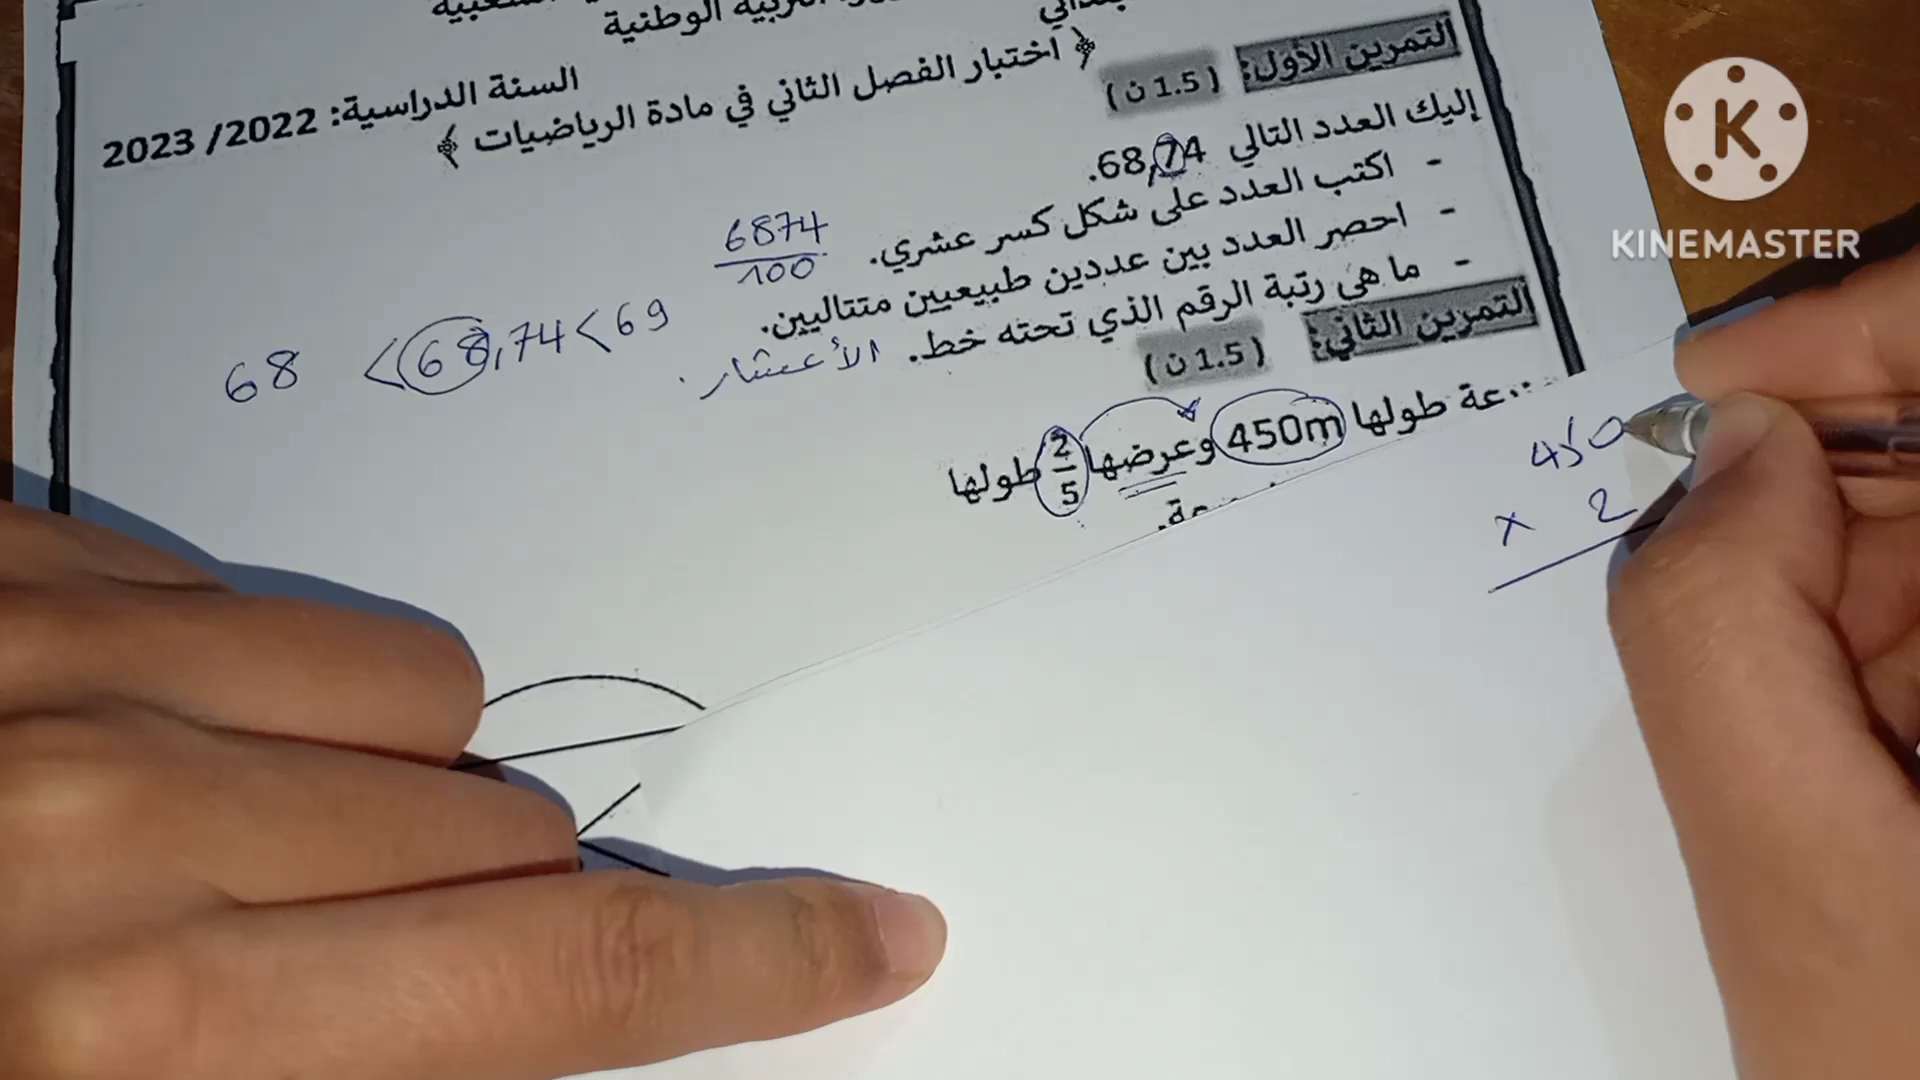 التربية الوطنية
السنة الدراسية: 2022/ 2023
﴿ اختبار الفصل الثاني في مادة الرياضيات ﴾
التمرين الأول: (1.5 ن)
إليك العدد التالي 68,74.
- اكتب العدد على شكل كسر عشري. 6874/100
- احصر العدد بين عددين طبيعيين متتاليين.
68 < 68,74 < 69
- ما هي رتبة الرقم الذي تحته خط. الأعشار.
التمرين الثاني: (1.5 ن)
طولها 450m وعرضها 2/5 طولها
450
× 2
K
KINEMASTER